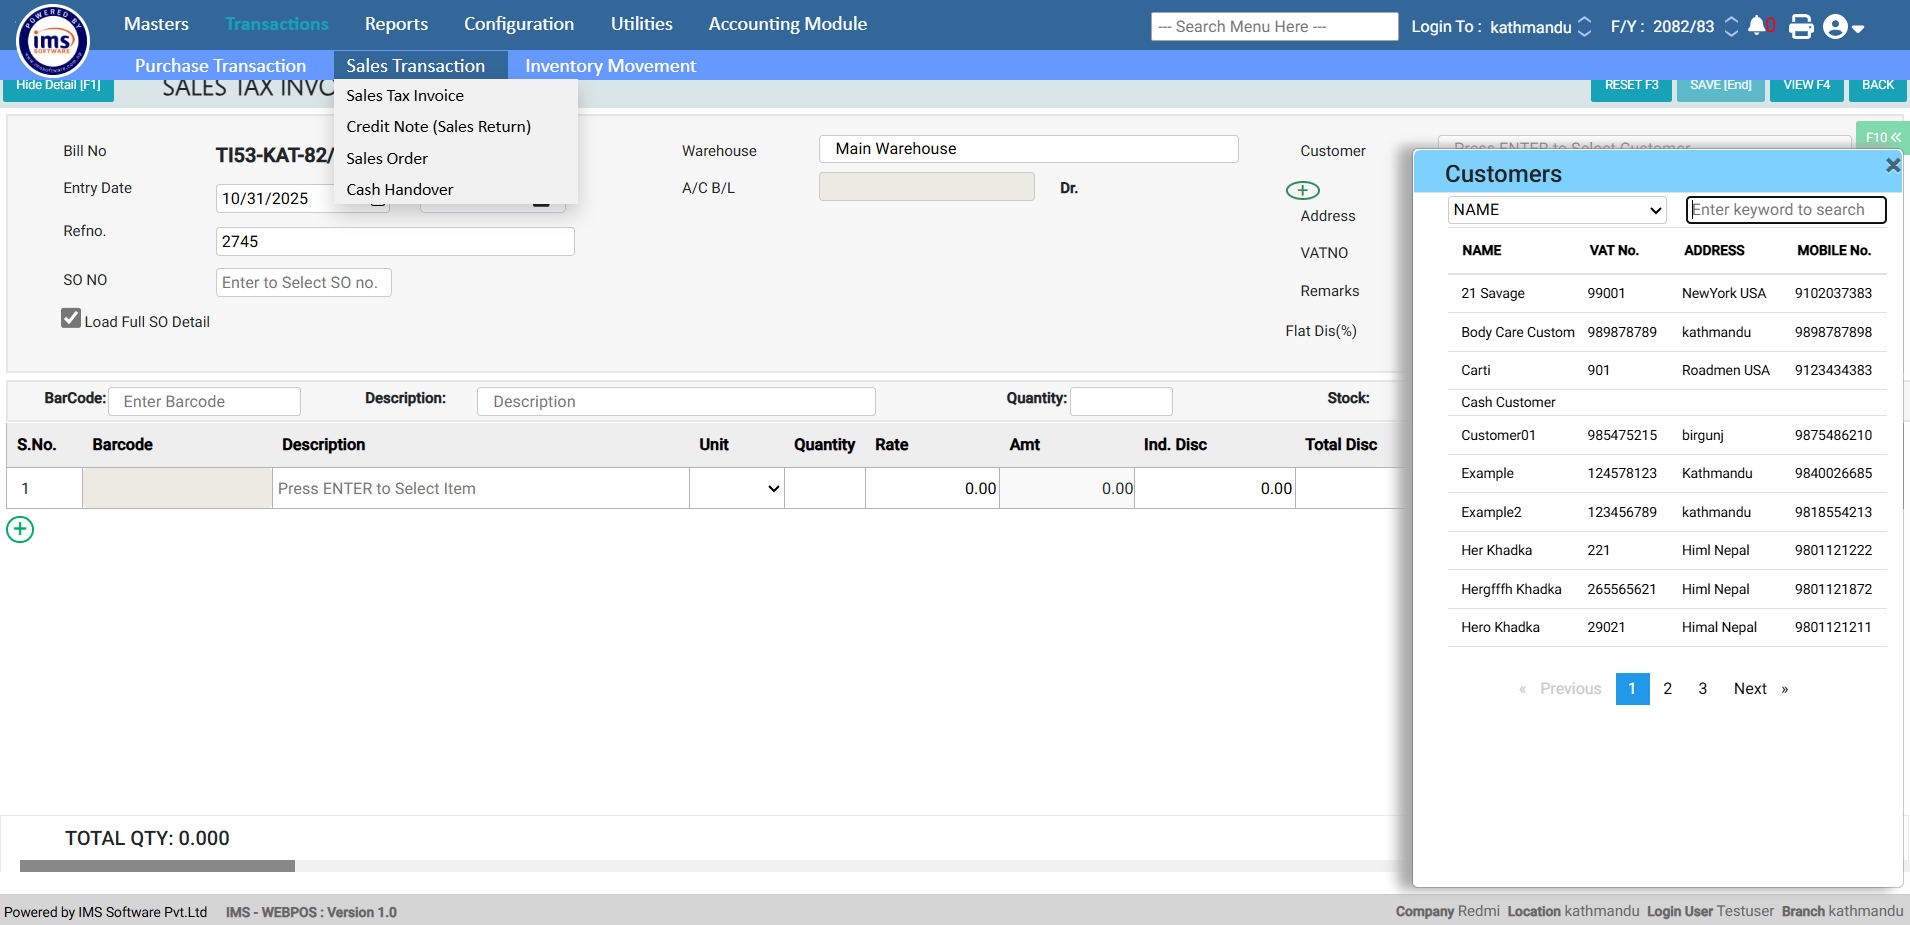 POWERED BY
ims
SOFTWARE
Masters
Transactions
Reports
Configuration
Utilities
Accounting Module
--- Search Menu Here ---
Login To : kathmandu
F/Y : 2082/83
0
Purchase Transaction
Sales Transaction
Inventory Movement
Hide Detail [F1]
SALES TAX INVO
RESET F3
SAVE [End]
VIEW F4
BACK
Sales Tax Invoice
Credit Note (Sales Return)
Sales Order
Cash Handover
F10
Bill No
TI53-KAT-82/
Warehouse
Main Warehouse
Customer
Press ENTER to Select Customer
Entry Date
10/31/2025
A/C B/L
Dr.
Address
Refno.
2745
VATNO
SO NO
Enter to Select SO no.
Remarks
Load Full SO Detail
Flat Dis(%)
BarCode:
Enter Barcode
Description:
Description
Quantity:
Stock:
S.No. Barcode Description Unit Quantity Rate Amt Ind. Disc Total Disc
1 Press ENTER to Select Item 0.00 0.00 0.00
TOTAL QTY: 0.000
Customers
NAME
Enter keyword to search
NAME VAT No. ADDRESS MOBILE No.
21 Savage 99001 NewYork USA 9102037383
Body Care Custom 989878789 kathmandu 9898787898
Carti 901 Roadmen USA 9123434383
Cash Customer
Customer01 985475215 birgunj 9875486210
Example 124578123 Kathmandu 9840026685
Example2 123456789 kathmandu 9818554213
Her Khadka 221 Himl Nepal 9801121222
Hergfffh Khadka 265565621 Himl Nepal 9801121872
Hero Khadka 29021 Himal Nepal 9801121211
« Previous 1 2 3 Next »
Powered by IMS Software Pvt.Ltd
IMS - WEBPOS : Version 1.0
Company Redmi Location kathmandu Login User Testuser Branch kathmandu